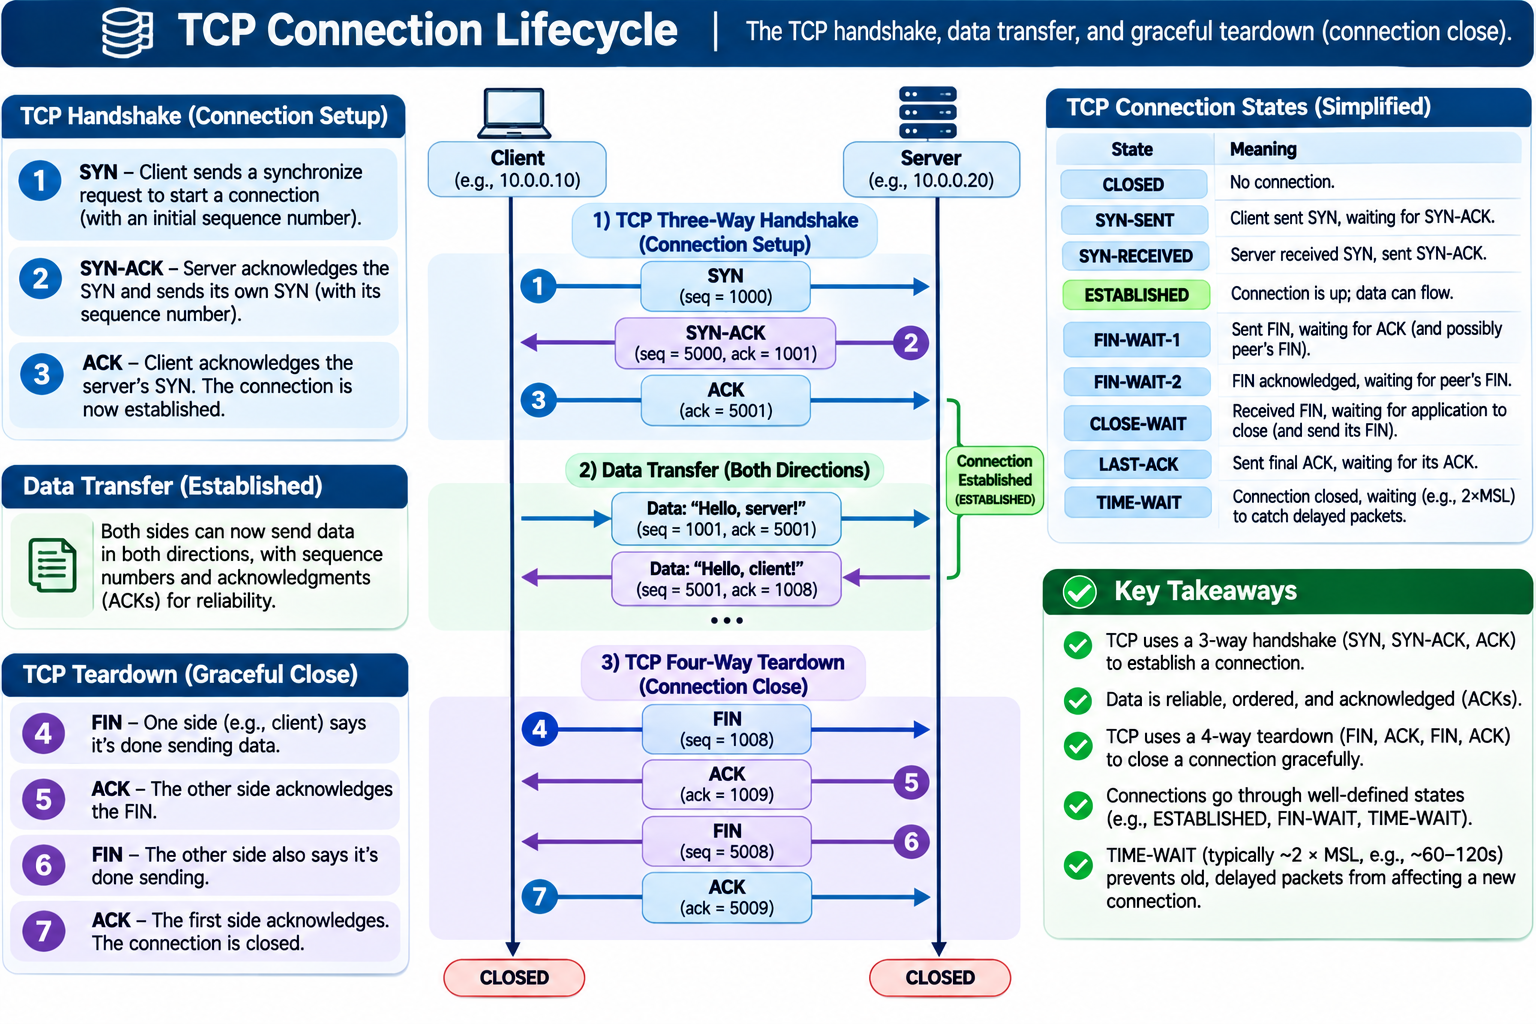 TCP Connection Lifecycle | The TCP handshake, data transfer, and graceful teardown (connection close).
TCP Handshake (Connection Setup)
1
SYN – Client sends a synchronize
request to start a connection
(with an initial sequence number).
2
SYN-ACK – Server acknowledges the
SYN and sends its own SYN (with its
sequence number).
3
ACK – Client acknowledges the
server's SYN. The connection is
now established.
Data Transfer (Established)
Both sides can now send data
in both directions, with sequence
numbers and acknowledgments
(ACKs) for reliability.
TCP Teardown (Graceful Close)
4
FIN – One side (e.g., client) says
it's done sending data.
5
ACK – The other side acknowledges
the FIN.
6
FIN – The other side also says it's
done sending.
7
ACK – The first side acknowledges.
The connection is closed.
Client
(e.g., 10.0.0.10)
Server
(e.g., 10.0.0.20)
1) TCP Three-Way Handshake
(Connection Setup)
1
SYN
(seq = 1000)
SYN-ACK
(seq = 5000, ack = 1001)
2
3
ACK
(ack = 5001)
Connection
Established
(ESTABLISHED)
2) Data Transfer (Both Directions)
Data: “Hello, server!”
(seq = 1001, ack = 5001)
Data: “Hello, client!”
(seq = 5001, ack = 1008)
...
3) TCP Four-Way Teardown
(Connection Close)
4
FIN
(seq = 1008)
ACK
(ack = 1009)
5
FIN
(seq = 5008)
6
7
ACK
(ack = 5009)
CLOSED
CLOSED
TCP Connection States (Simplified)
State Meaning
CLOSED No connection.
SYN-SENT Client sent SYN, waiting for SYN-ACK.
SYN-RECEIVED Server received SYN, sent SYN-ACK.
ESTABLISHED Connection is up; data can flow.
FIN-WAIT-1 Sent FIN, waiting for ACK (and possibly
peer's FIN).
FIN-WAIT-2 FIN acknowledged, waiting for peer's FIN.
CLOSE-WAIT Received FIN, waiting for application to
close (and send its FIN).
LAST-ACK Sent final ACK, waiting for its ACK.
TIME-WAIT Connection closed, waiting (e.g., 2×MSL)
to catch delayed packets.
Key Takeaways
TCP uses a 3-way handshake (SYN, SYN-ACK, ACK)
to establish a connection.
Data is reliable, ordered, and acknowledged (ACKs).
TCP uses a 4-way teardown (FIN, ACK, FIN, ACK)
to close a connection gracefully.
Connections go through well-defined states
(e.g., ESTABLISHED, FIN-WAIT, TIME-WAIT).
TIME-WAIT (typically ~2 × MSL, e.g., ~60–120s)
prevents old, delayed packets from affecting a new
connection.